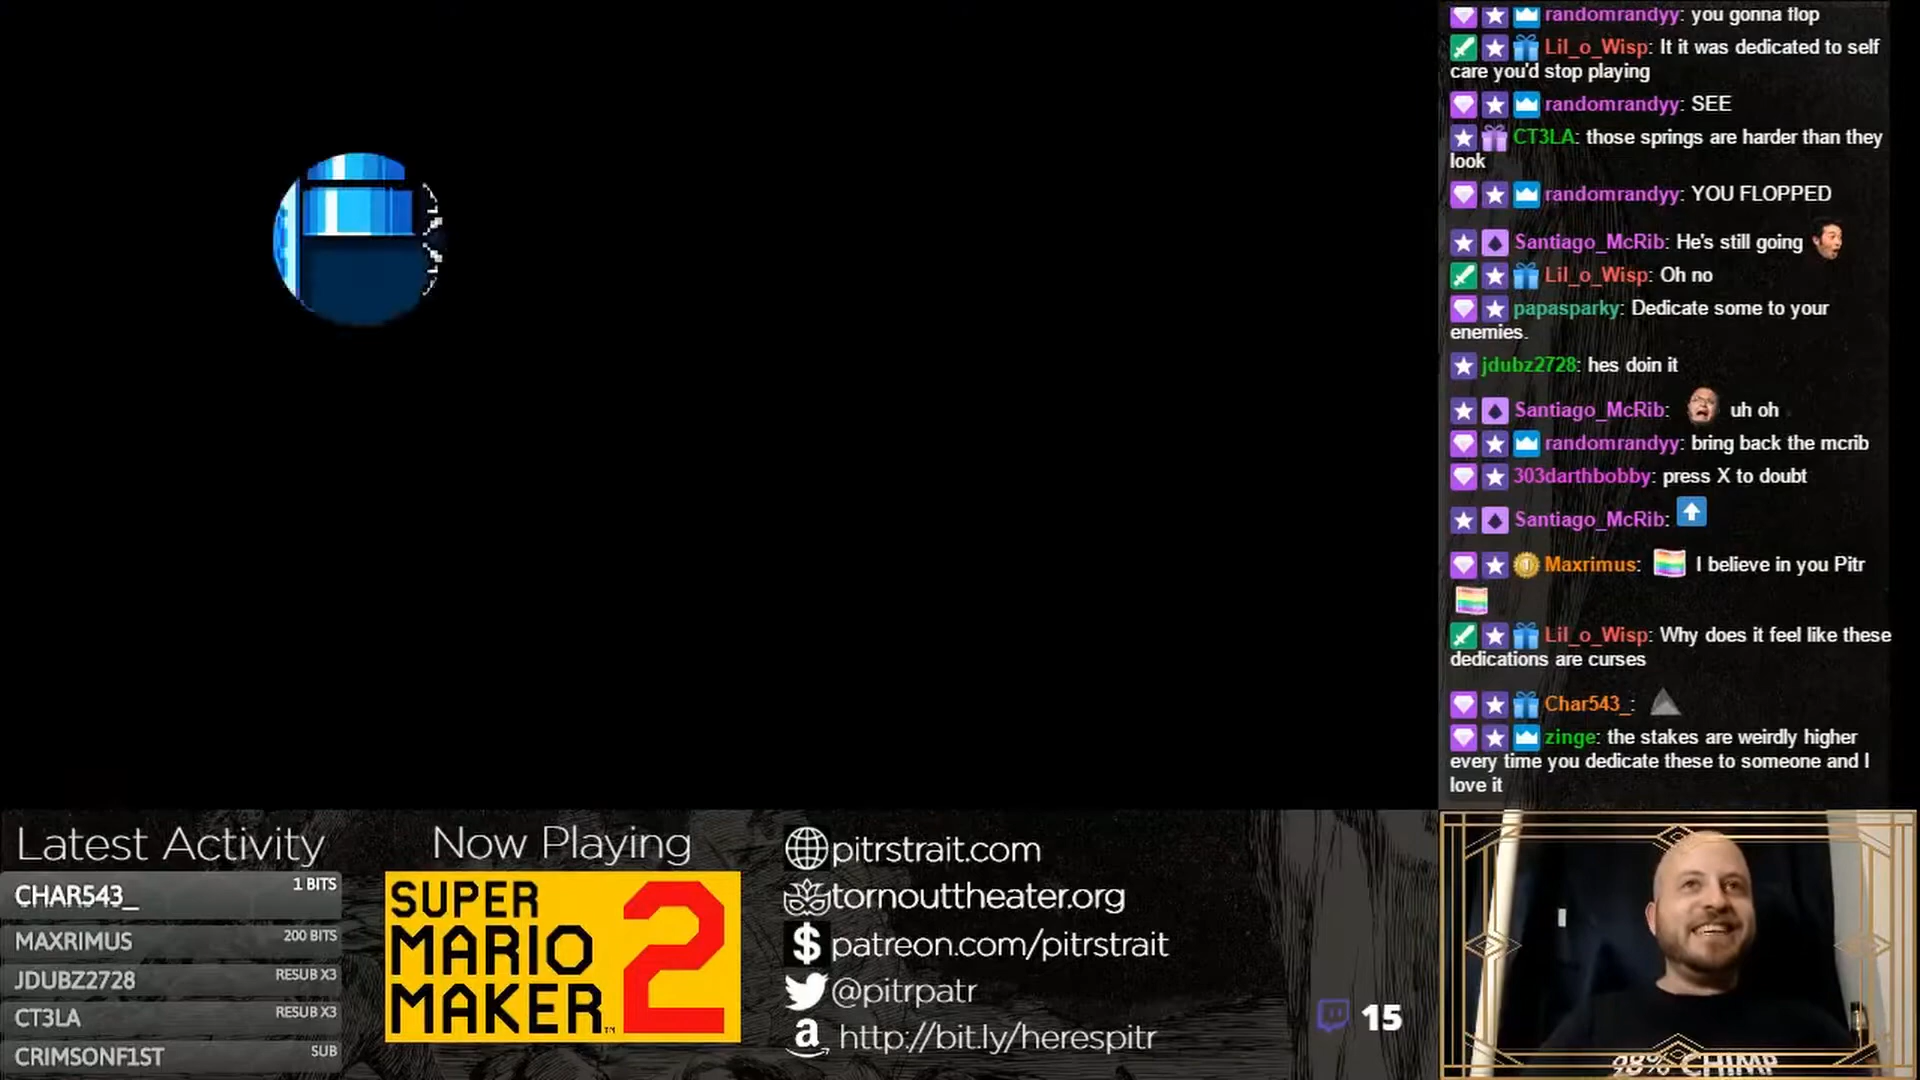 randomrandyy: you gonna flop
Lil_o_Wisp: It it was dedicated to self
care you'd stop playing
randomrandyy: SEE
CT3LA: those springs are harder than they
look
randomrandyy: YOU FLOPPED
Santiago_McRib: He's still going
Lil_o_Wisp: Oh no
papasparky: Dedicate some to your
enemies.
jdubz2728: hes doin it
Santiago_McRib: uh oh
randomrandyy: bring back the mcrib
303darthbobby: press X to doubt
Santiago_McRib:
Maxrimus: I believe in you Pitr
Lil_o_Wisp: Why does it feel like these
dedications are curses
Char543_:
zinge: the stakes are weirdly higher
every time you dedicate these to someone and I
love it
Latest Activity
CHAR543_ 1 BITS
MAXRIMUS 200 BITS
JDUBZ2728 RESUB X3
CT3LA RESUB X3
CRIMSONF1ST SUB
Now Playing
SUPER
MARIO
MAKER 2
pitrstrait.com
tornouttheater.org
patreon.com/pitrstrait
@pitrpatr
http://bit.ly/herespitr
15
98% CHIMP